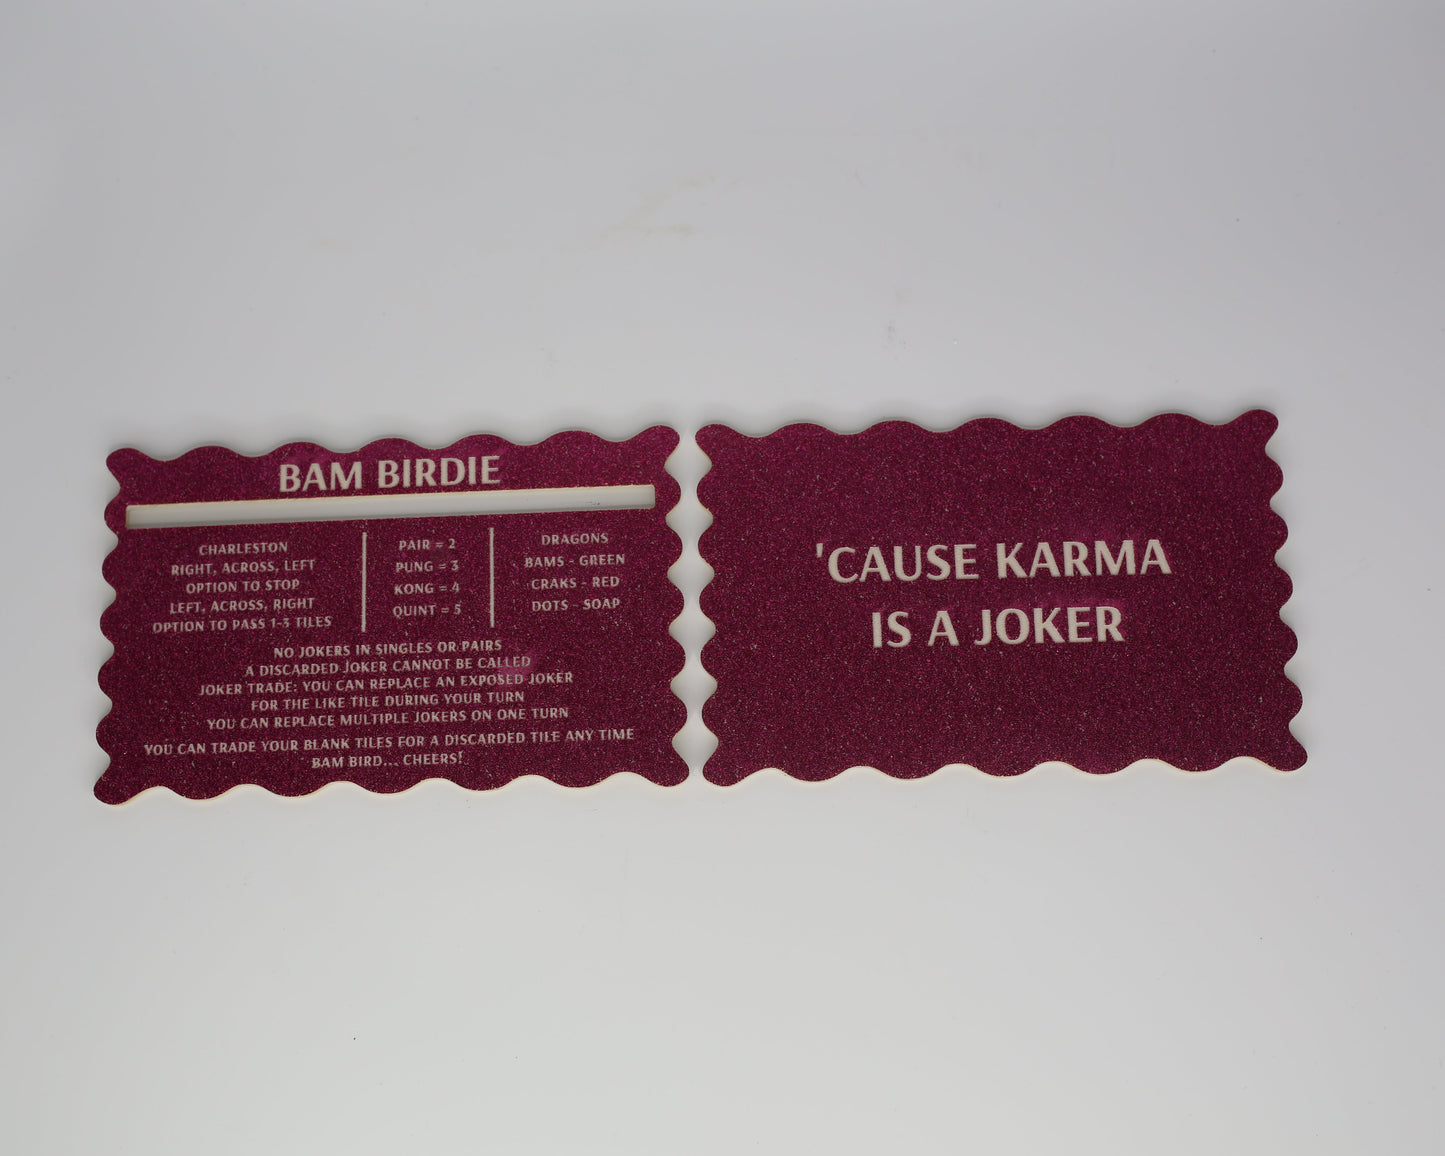 BAM BIRDIE
CHARLESTON
RIGHT, ACROSS, LEFT
OPTION TO STOP
LEFT, ACROSS, RIGHT
OPTION TO PASS 1-3 TILES
PAIR = 2
PUNG = 3
KONG = 4
QUINT = 5
DRAGONS
BAMS - GREEN
CRAKS - RED
DOTS - SOAP
NO JOKERS IN SINGLES OR PAIRS
A DISCARDED JOKER CANNOT BE CALLED
JOKER TRADE: YOU CAN REPLACE AN EXPOSED JOKER
FOR THE LIKE TILE DURING YOUR TURN
YOU CAN REPLACE MULTIPLE JOKERS ON ONE TURN
YOU CAN TRADE YOUR BLANK TILES FOR A DISCARDED TILE ANY TIME
BAM BIRD... CHEERS!
'CAUSE KARMA
IS A JOKER